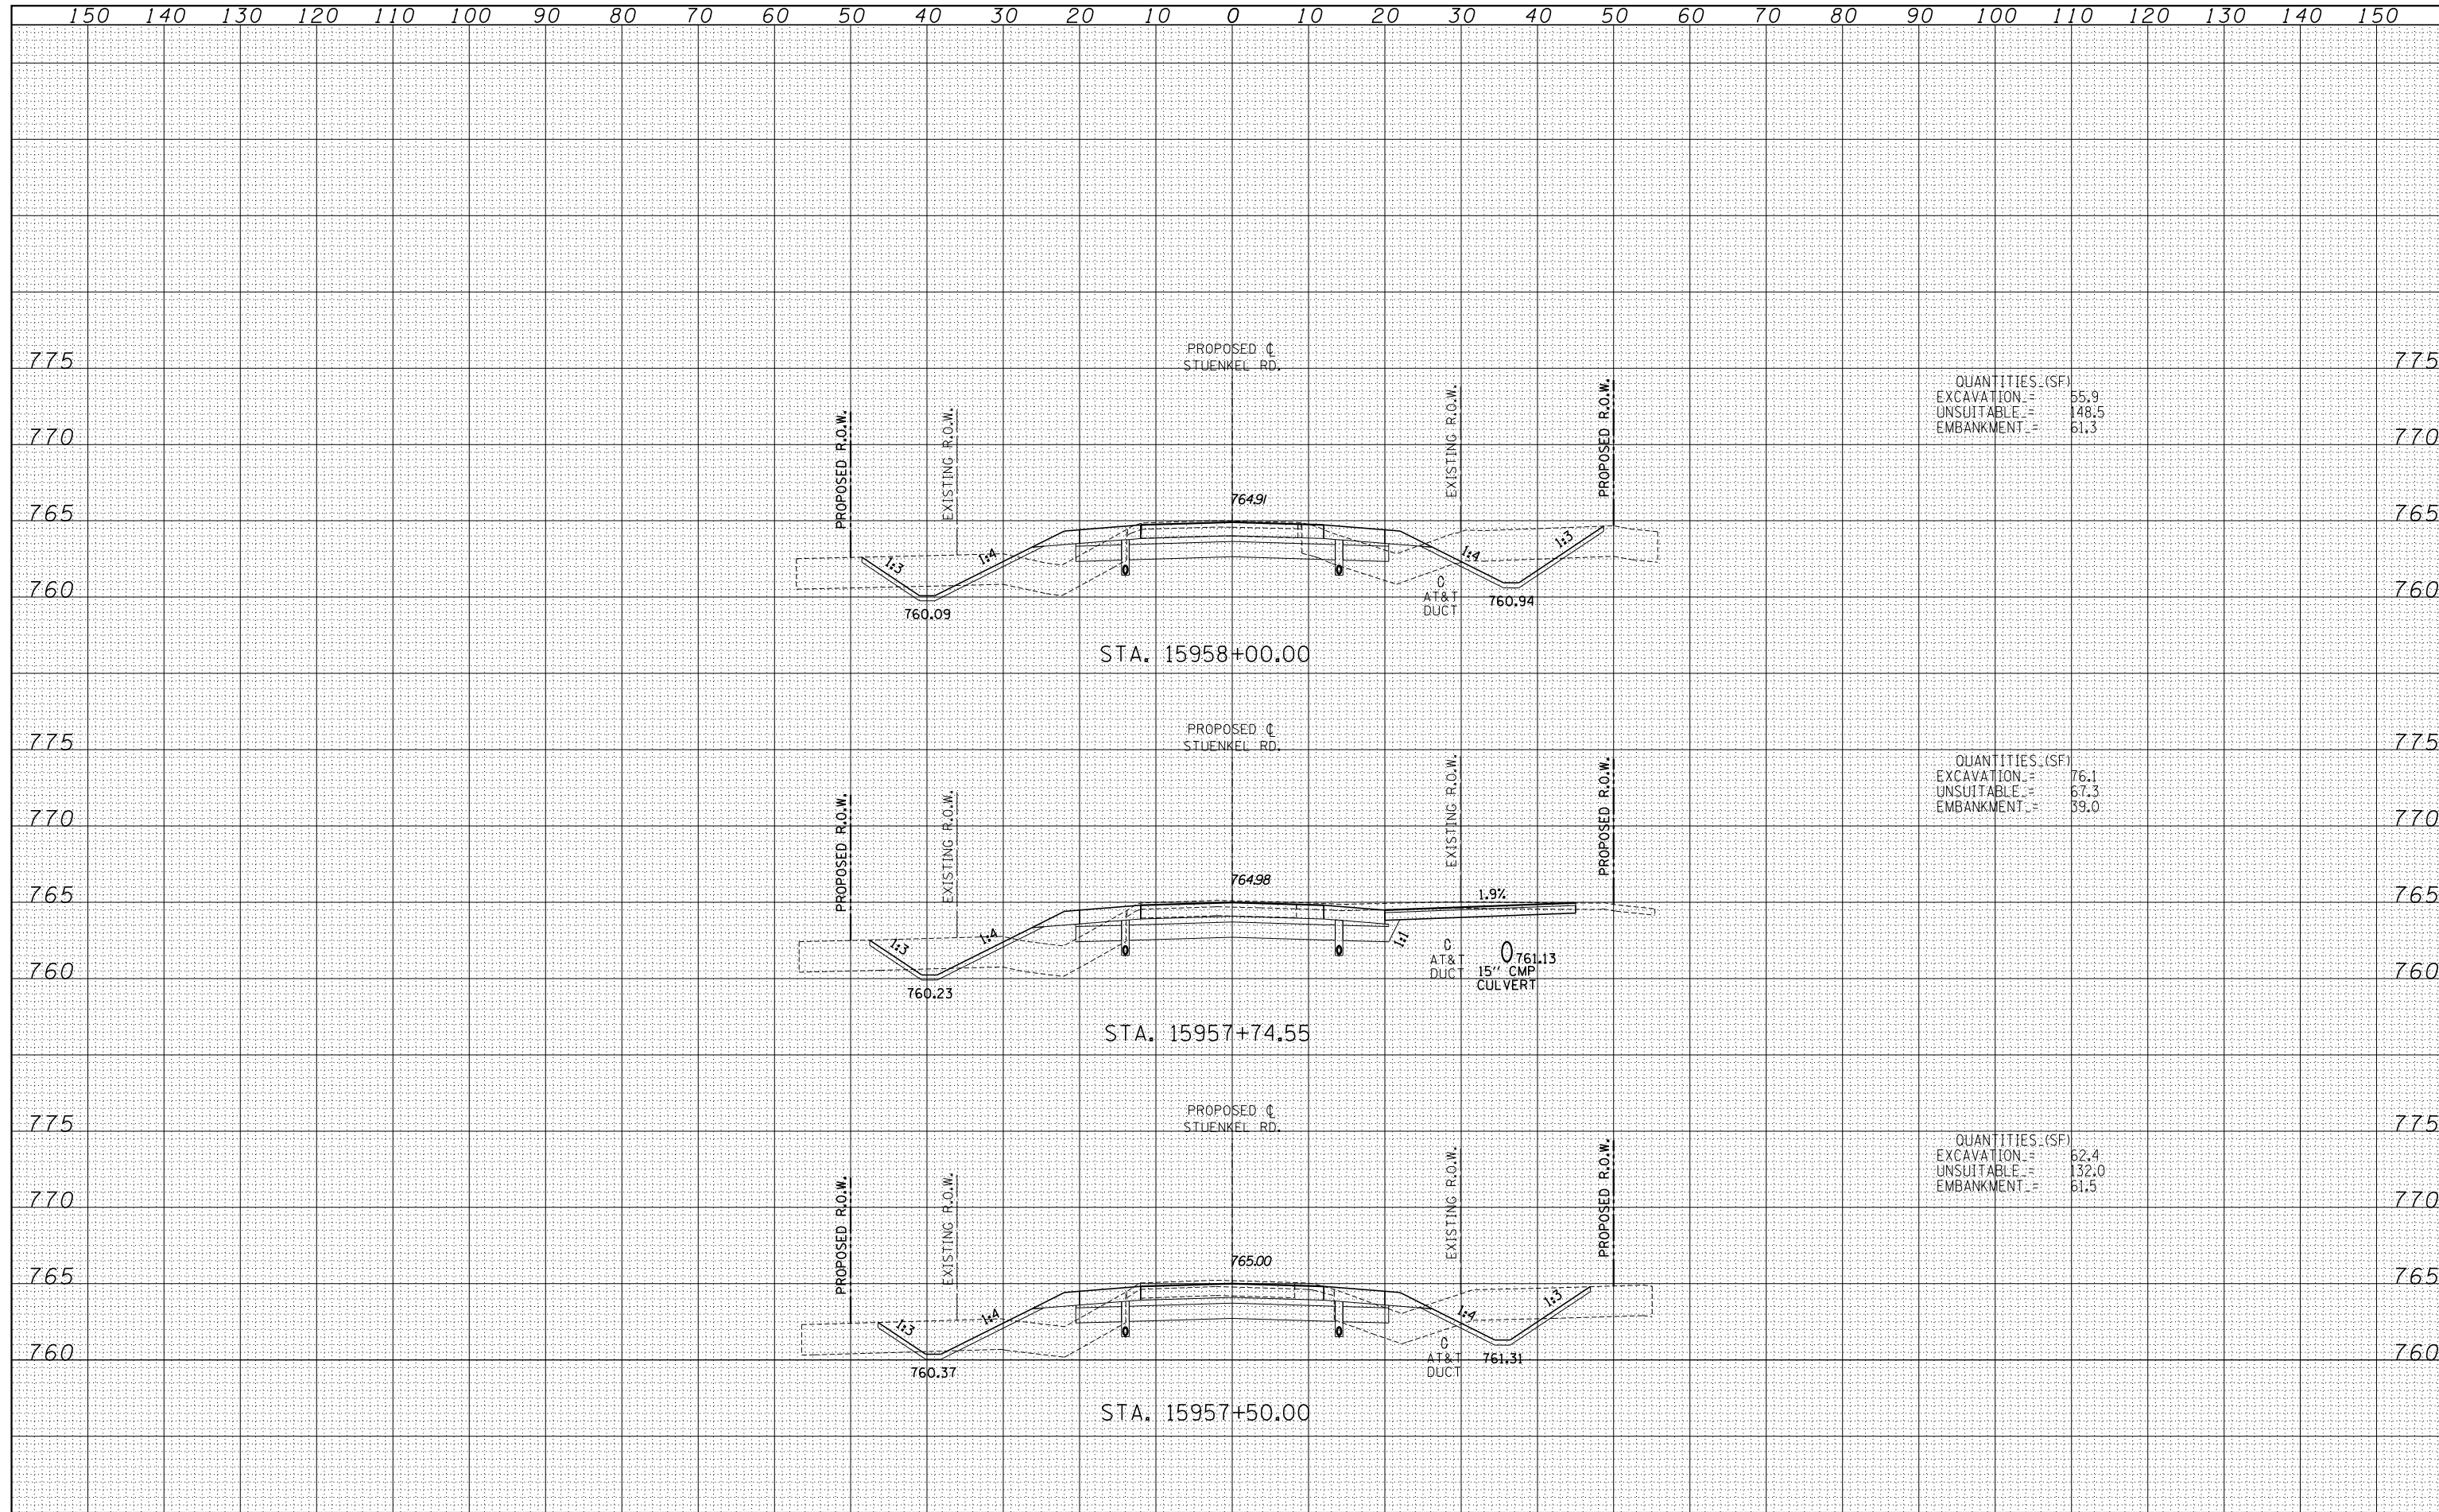 150 140 130 120 110 100 90 80 70 60 50 40 30 20 10 0 10 20 30 40 50 60 70 80 90 100 110 120 130 140 150
PROPOSED ℄
STUENKEL RD.
775 775
QUANTITIES (SF)
EXCAVATION = 55.9
UNSUITABLE = 148.5
EMBANKMENT = 61.3
PROPOSED R.O.W.
EXISTING R.O.W.
EXISTING R.O.W.
PROPOSED R.O.W.
770 770
764.91
765 765
1:3
1:4
1:4
1:3
760 760
AT&T
DUCT
760.09
760.94
STA. 15958+00.00
PROPOSED ℄
STUENKEL RD.
775 775
QUANTITIES (SF)
EXCAVATION = 76.1
UNSUITABLE = 67.3
EMBANKMENT = 39.0
PROPOSED R.O.W.
EXISTING R.O.W.
EXISTING R.O.W.
PROPOSED R.O.W.
770 770
764.98
765 765
1.9%
1:3
1:4
1:1
AT&T
DUCT
761.13
15'' CMP
CULVERT
760 760
760.23
STA. 15957+74.55
PROPOSED ℄
STUENKEL RD.
775 775
QUANTITIES (SF)
EXCAVATION = 62.4
UNSUITABLE = 132.0
EMBANKMENT = 61.5
PROPOSED R.O.W.
EXISTING R.O.W.
EXISTING R.O.W.
PROPOSED R.O.W.
770 770
765.00
765 765
1:3
1:4
1:4
1:3
760 760
AT&T
DUCT
760.37
761.31
STA. 15957+50.00